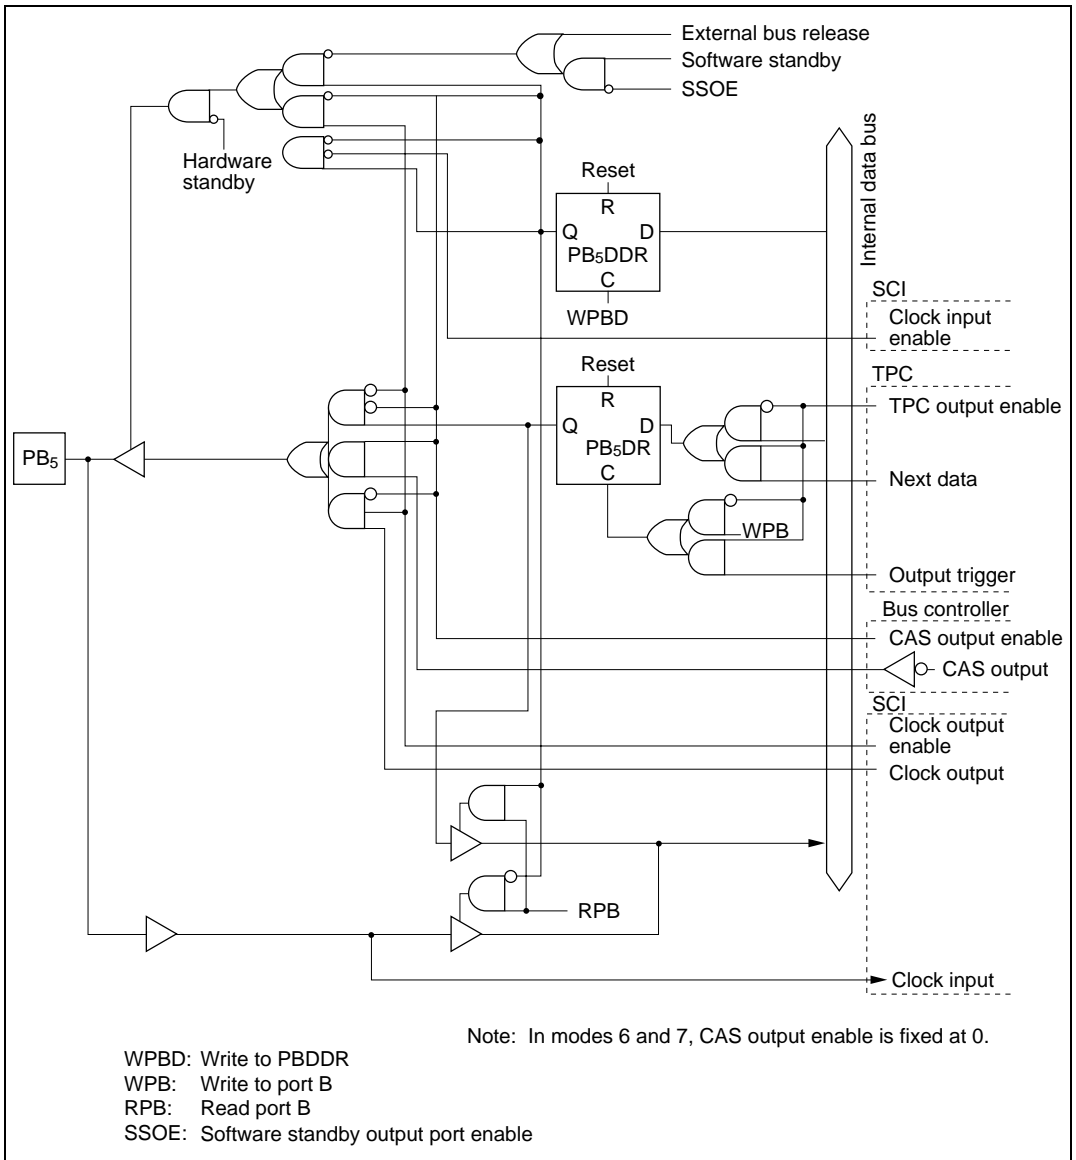 External bus release
Software standby
SSOE
Hardware
standby
Internal data bus
Reset
R
Q D
PB5DDR
C
WPBD
SCI
Clock input
enable
Reset
R
Q D
PB5DR
C
TPC
TPC output enable
Next data
WPB
Output trigger
PB5
Bus controller
CAS output enable
CAS output
SCI
Clock output
enable
Clock output
RPB
Clock input
Note: In modes 6 and 7, CAS output enable is fixed at 0.
WPBD: Write to PBDDR
WPB: Write to port B
RPB: Read port B
SSOE: Software standby output port enable